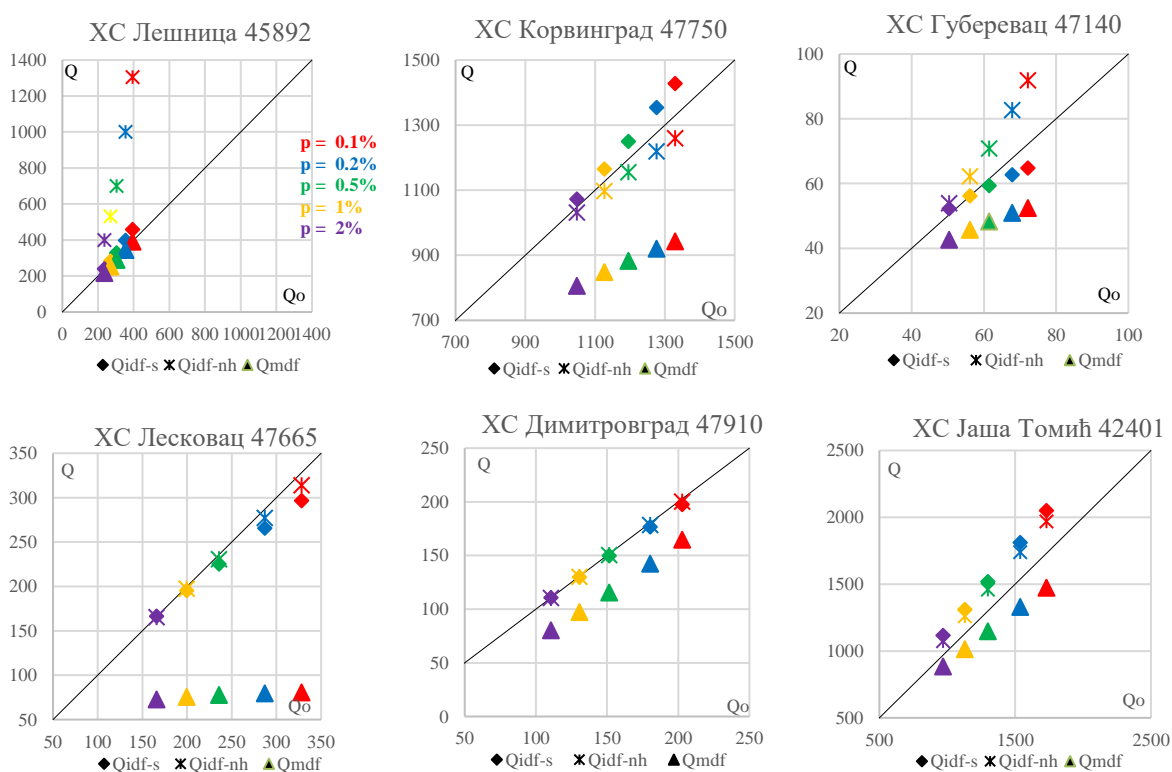 ХС Лешница 45892
Q
1400
1200
1000
800
600
400
200
0
Qo
0 200 400 600 800 1000 1200 1400
p = 0.1%
p = 0.2%
p = 0.5%
p = 1%
p = 2%
Qidf-s Qidf-nh Qmdf
ХС Корвинград 47750
Q
1500
1300
1100
900
700
Qo
700 900 1100 1300 1500
Qidf-s Qidf-nh Qmdf
ХС Губеревац 47140
Q
100
80
60
40
20
Qo
20 40 60 80 100
Qidf-s Qidf-nh Qmdf
ХС Лесковац 47665
Q
350
300
250
200
150
100
50
Qo
50 100 150 200 250 300 350
Qidf-s Qidf-nh Qmdf
ХС Димитровград 47910
Q
250
200
150
100
50
0
Qo
50 100 150 200 250
Qidf-s Qidf-nh Qmdf
ХС Јаша Томић 42401
Q
2500
2000
1500
1000
500
Qo
500 1500 2500
Qidf-s Qidf-nh Qmdf